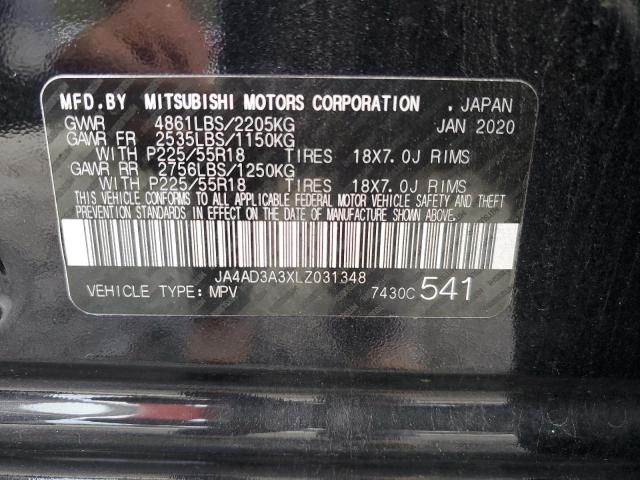 MFD.BY MITSUBISHI MOTORS CORPORATION . JAPAN
GWWR 4861LBS/2205KG JAN 2020
GAWR FR 2535LBS/1150KG
WITH P225/55R18 TIRES 18X7.0J RIMS
GAWR RR 2756LBS/1250KG
WITH P225/55R18 TIRES 18X7.0J RIMS
THIS VEHICLE CONFORMS TO ALL APPLICABLE FEDERAL MOTOR VEHICLE SAFETY AND THEFT
PREVENTION STANDARDS IN EFFECT ON THE DATE OF MANUFACTURE SHOWN ABOVE.
JA4AD3A3XLZ031348
VEHICLE TYPE: MPV 7430C 541